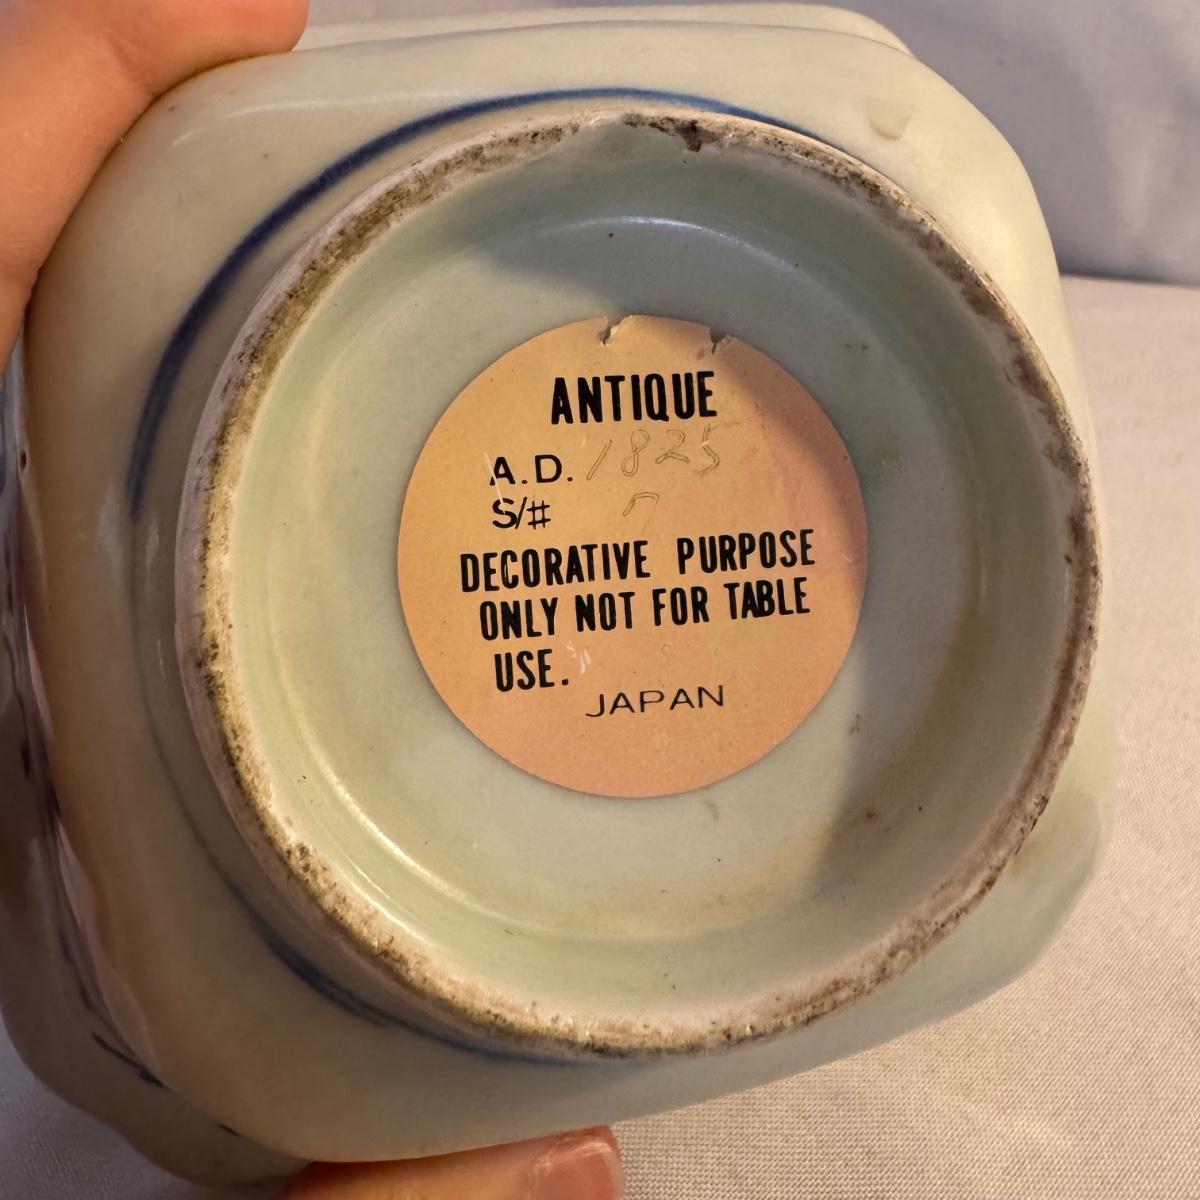 ANTIQUE
A.D. 1825
S/# 7
DECORATIVE PURPOSE
ONLY NOT FOR TABLE
USE.
JAPAN